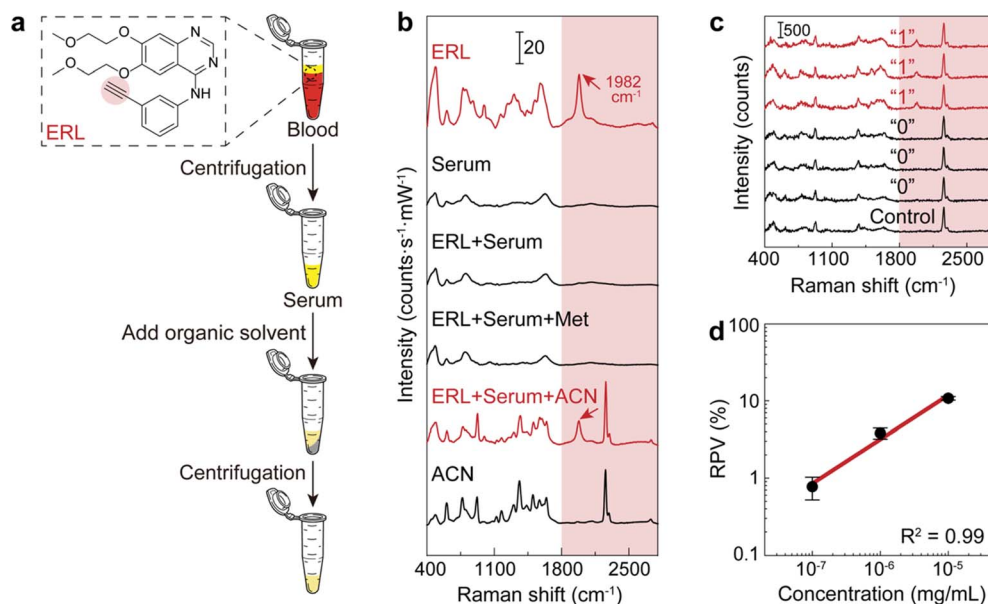 a
O
O
O
O
N
N
NH
ERL
Blood
Centrifugation
Serum
Add organic solvent
Centrifugation
b
ERL
20
1982
cm⁻¹
Serum
ERL+Serum
ERL+Serum+Met
ERL+Serum+ACN
ACN
Intensity (counts·s⁻¹·mW⁻¹)
400 1100 1800 2500
Raman shift (cm⁻¹)
c
500
“1”
“1”
“1”
“0”
“0”
“0”
Control
Intensity (counts)
400 1100 1800 2500
Raman shift (cm⁻¹)
d
100
10
1
0.1
RPV (%)
R² = 0.99
10⁻⁷ 10⁻⁶ 10⁻⁵
Concentration (mg/mL)